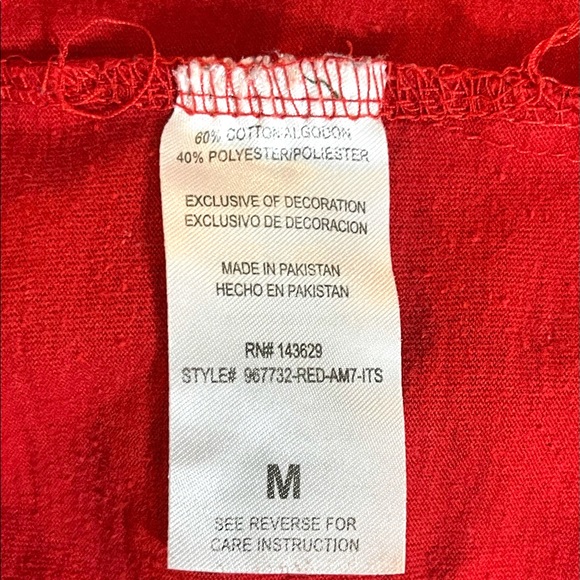 60% COTTON/ALGODON
40% POLYESTER/POLIESTER
EXCLUSIVE OF DECORATION
EXCLUSIVO DE DECORACION
MADE IN PAKISTAN
HECHO EN PAKISTAN
RN# 143629
STYLE# 967732-RED-AM7-ITS
M
SEE REVERSE FOR
CARE INSTRUCTION